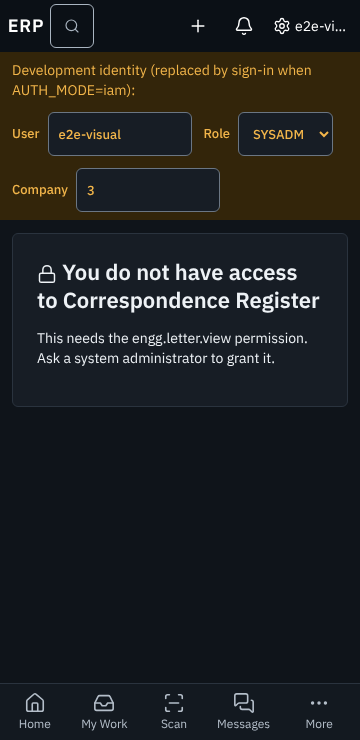 ERP
e2e-vi...
Development identity (replaced by sign-in when
AUTH_MODE=iam):
User e2e-visual Role SYSADM
Company 3
You do not have access
to Correspondence Register
This needs the engg.letter.view permission.
Ask a system administrator to grant it.
Home My Work Scan Messages More